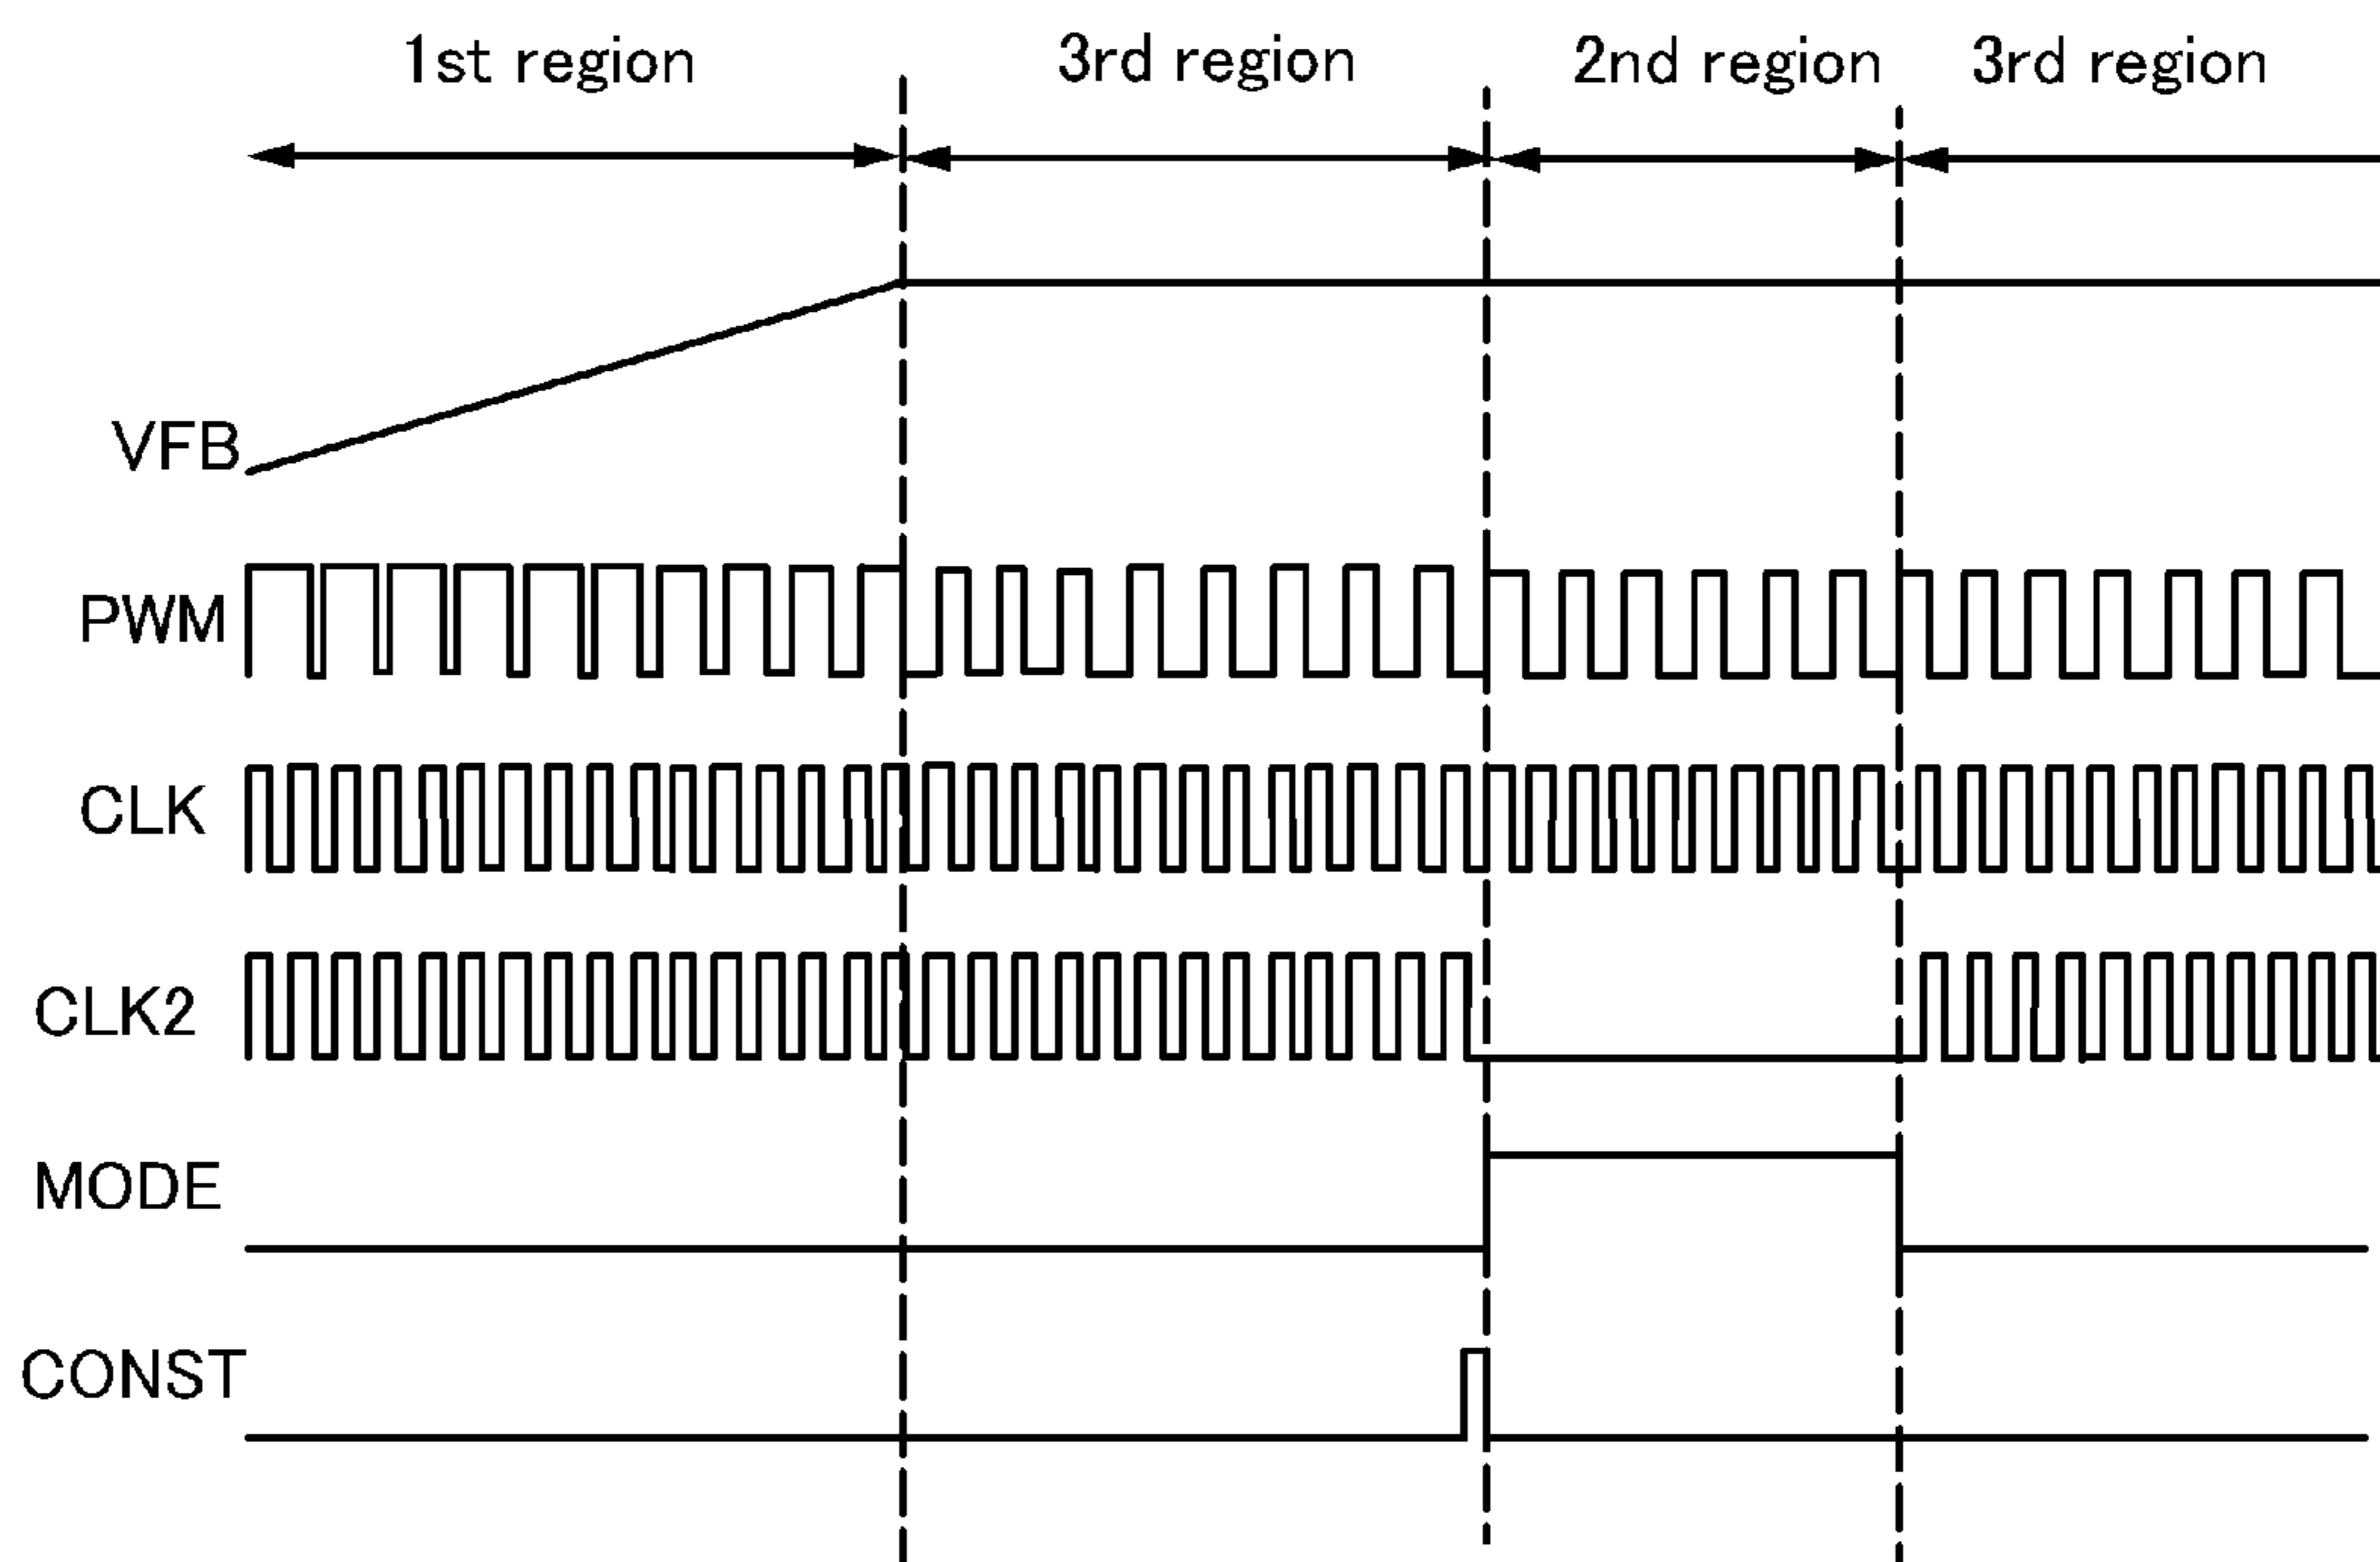 1st region
3rd region
2nd region
3rd region
VFB
PWM
CLK
CLK2
MODE
CONST